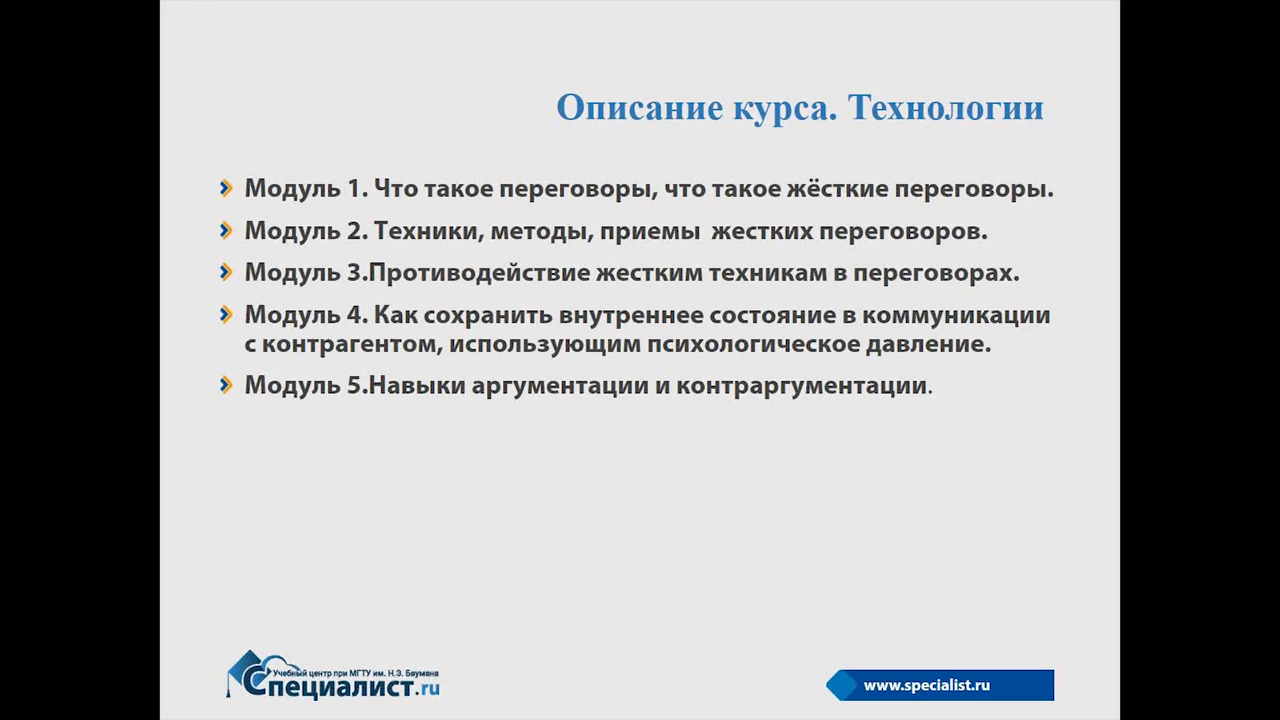 Описание курса. Технологии
Модуль 1. Что такое переговоры, что такое жёсткие переговоры.
Модуль 2. Техники, методы, приемы  жестких переговоров.
Модуль 3.Противодействие жестким техникам в переговорах.
Модуль 4. Как сохранить внутреннее состояние в коммуникации
с контрагентом, использующим психологическое давление.
Модуль 5.Навыки аргументации и контраргументации.
Учебный центр при МГТУ им. Н.Э. Баумана
Специалист.ru
www.specialist.ru